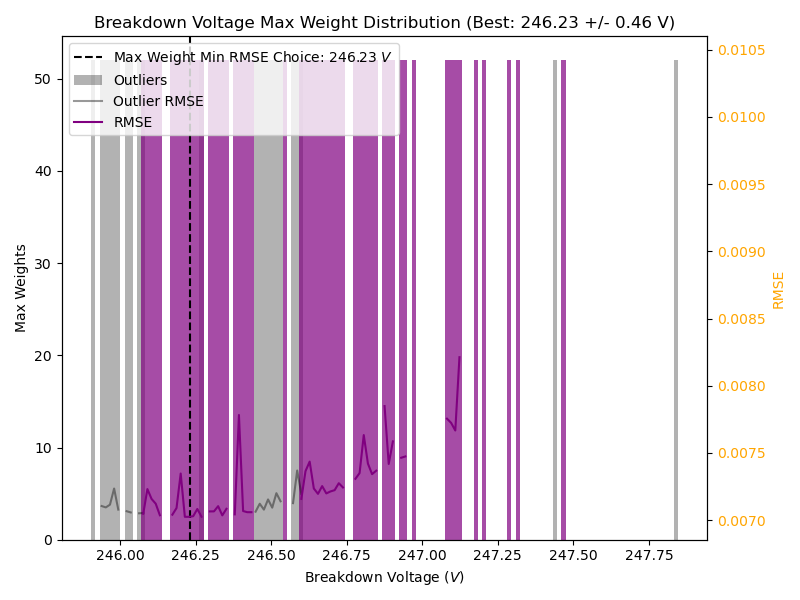 Breakdown Voltage Max Weight Distribution (Best: 246.23 +/- 0.46 V)
Max Weight Min RMSE Choice: 246.23 V
Outliers
Outlier RMSE
RMSE
Max Weights
50
40
30
20
10
0
0.0105
0.0100
0.0095
0.0090
0.0085
0.0080
0.0075
0.0070
RMSE
246.00 246.25 246.50 246.75 247.00 247.25 247.50 247.75
Breakdown Voltage (V)